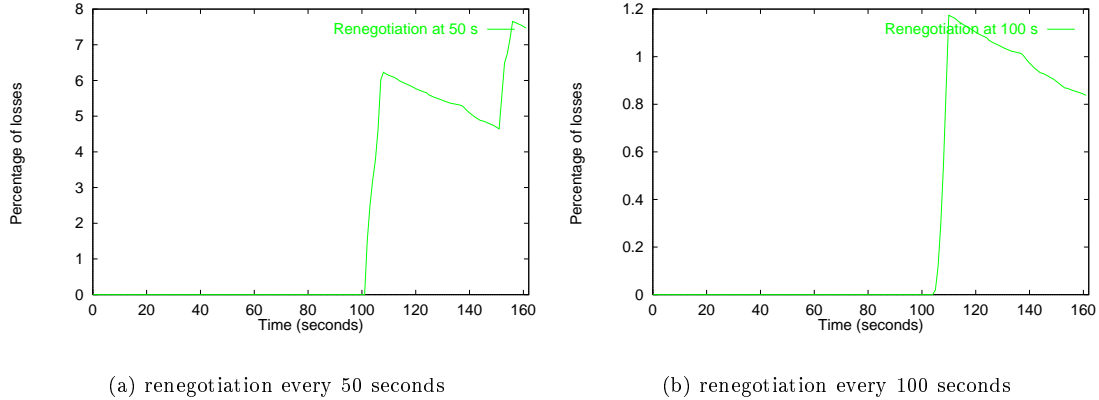 Percentage of losses
8
7
6
5
4
3
2
1
0
Renegotiation at 50 s
0 20 40 60 80 100 120 140 160
Time (seconds)
(a) renegotiation every 50 seconds
Percentage of losses
1.2
1
0.8
0.6
0.4
0.2
0
Renegotiation at 100 s
0 20 40 60 80 100 120 140 160
Time (seconds)
(b) renegotiation every 100 seconds